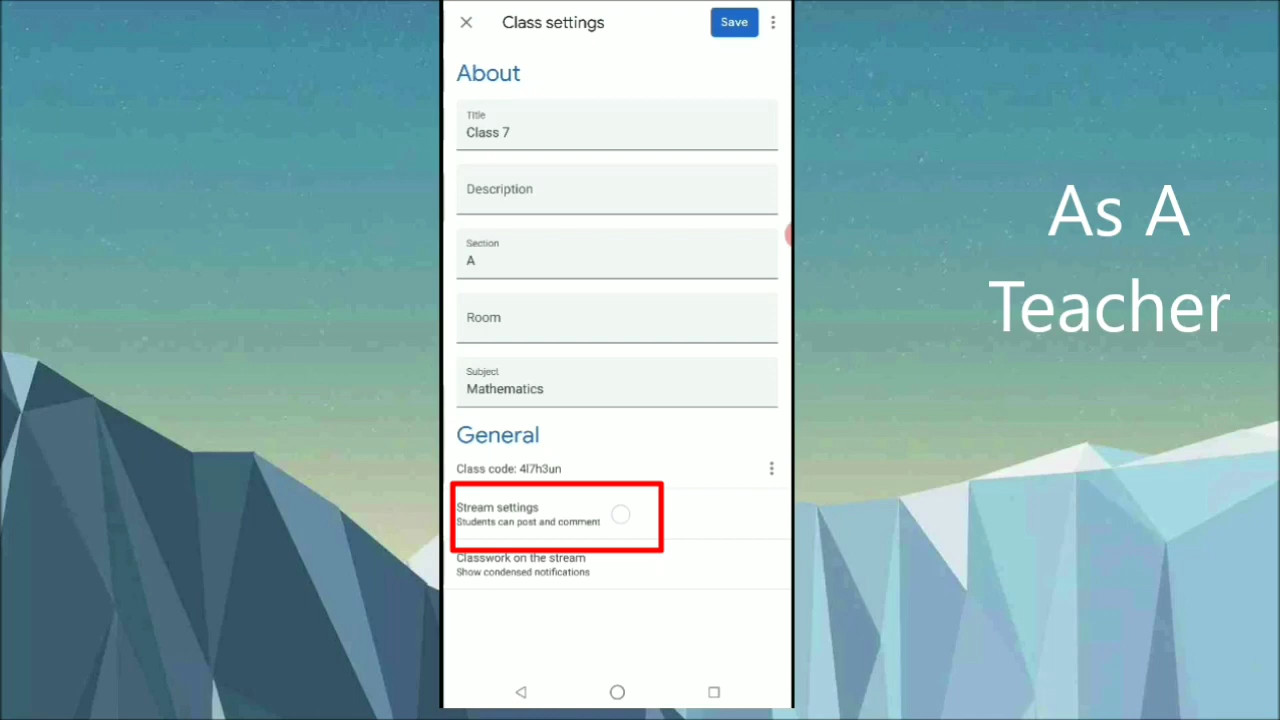 Class settings
Save
About
Title
Class 7
Description
Section
A
Room
Subject
Mathematics
General
Class code: 4l7h3un
Stream settings
Students can post and comment
Classwork on the stream
Show condensed notifications
As A
Teacher